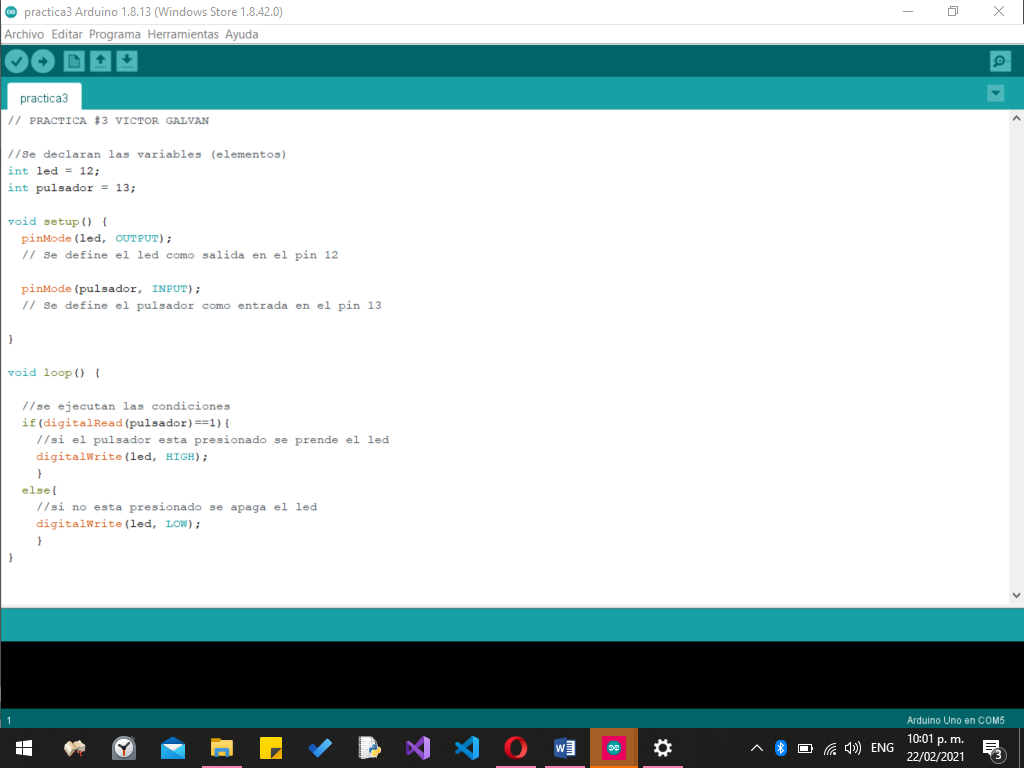 practica3 Arduino 1.8.13 (Windows Store 1.8.42.0)
Archivo Editar Programa Herramientas Ayuda
practica3
// PRACTICA #3 VICTOR GALVAN
//Se declaran las variables (elementos)
int led = 12;
int pulsador = 13;
void setup() {
pinMode(led, OUTPUT);
// Se define el led como salida en el pin 12
pinMode(pulsador, INPUT);
// Se define el pulsador como entrada en el pin 13
}
void loop() {
//se ejecutan las condiciones
if(digitalRead(pulsador)==1){
//si el pulsador esta presionado se prende el led
digitalWrite(led, HIGH);
}
else{
//si no esta presionado se apaga el led
digitalWrite(led, LOW);
}
}
1 Arduino Uno en COM5
ENG
10:01 p. m.
22/02/2021
3